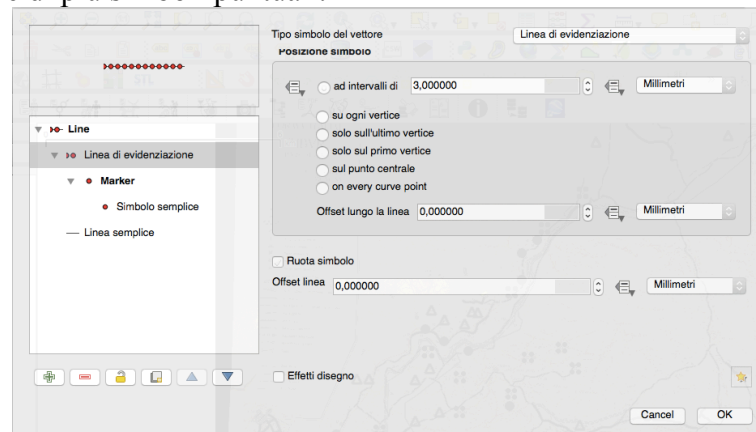 Tipo simbolo del vettore
Linea di evidenziazione
Posizione simbolo
ad intervalli di 3,000000 Millimetri
su ogni vertice
solo sull'ultimo vertice
solo sul primo vertice
sul punto centrale
on every curve point
Offset lungo la linea 0,000000 Millimetri
Line
Linea di evidenziazione
Marker
Simbolo semplice
Linea semplice
Ruota simbolo
Offset linea 0,000000 Millimetri
Effetti disegno
Cancel OK